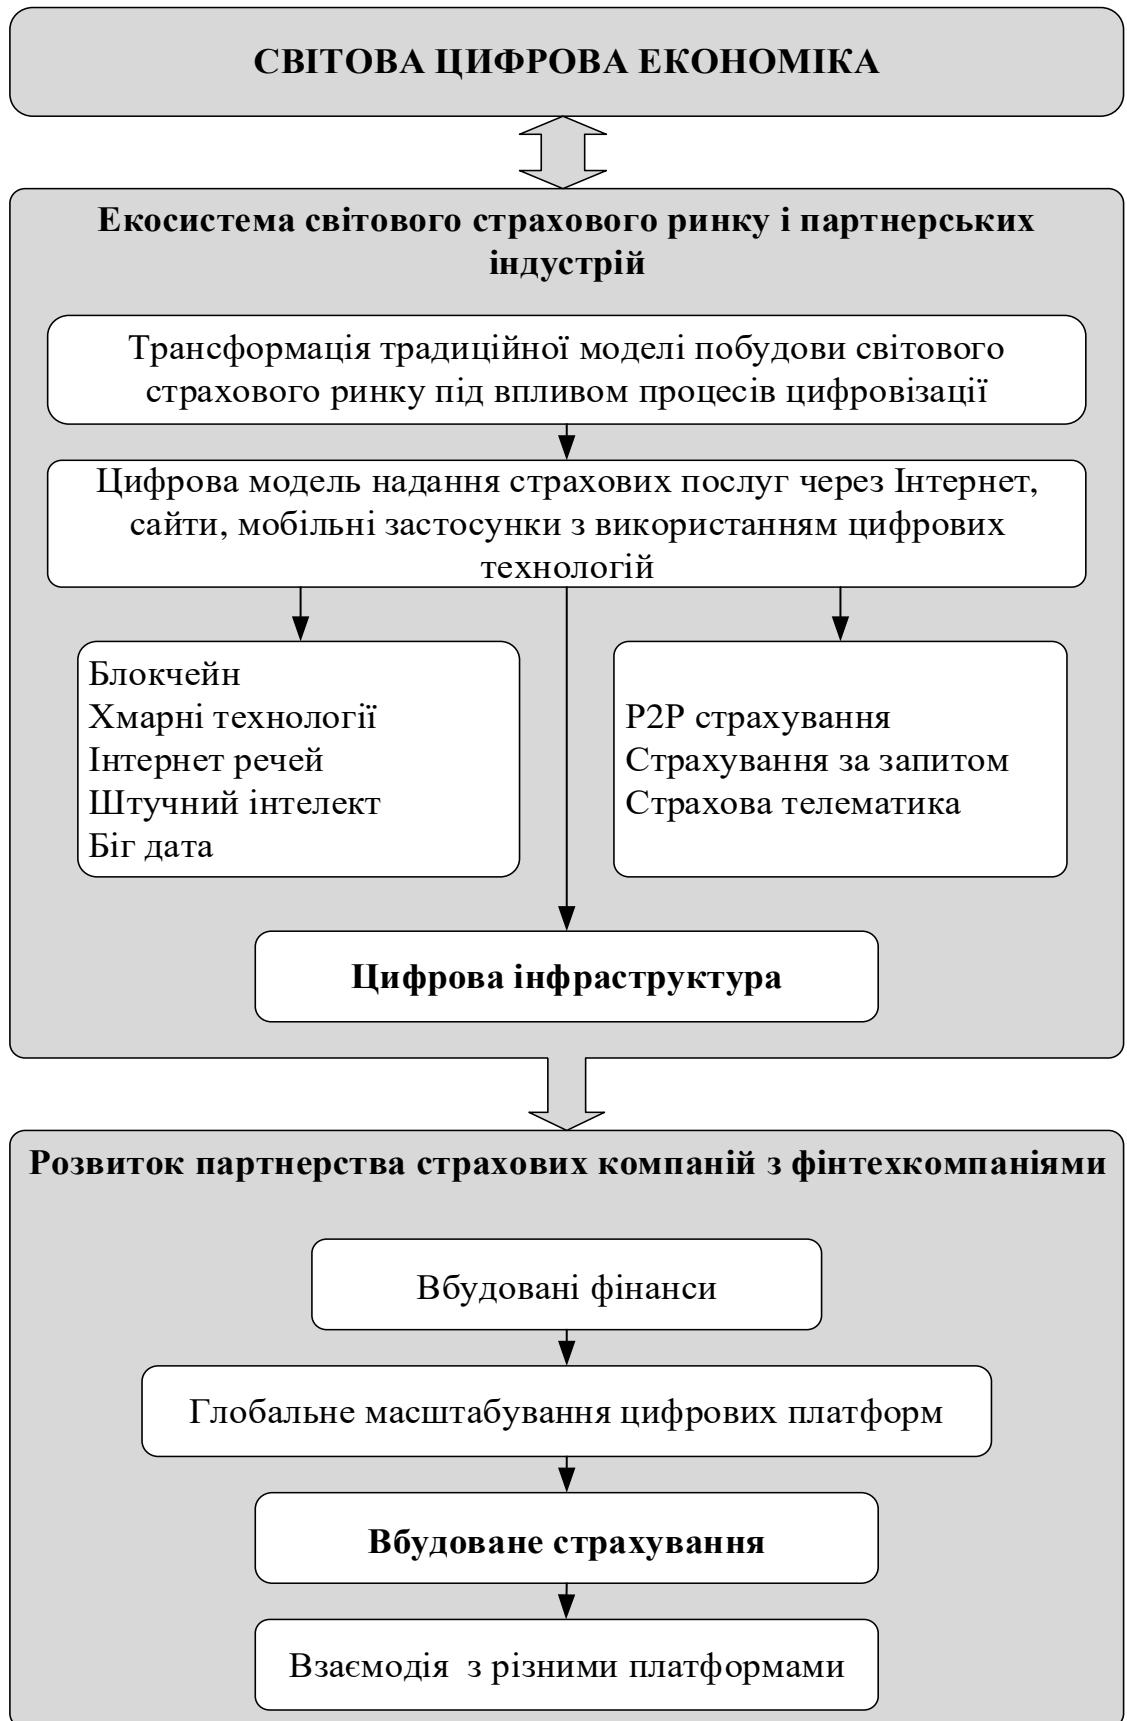 СВІТОВА ЦИФРОВА ЕКОНОМІКА
Екосистема світового страхового ринку і партнерських
індустрій
Трансформація традиційної моделі побудови світового
страхового ринку під впливом процесів цифровізації
Цифрова модель надання страхових послуг через Інтернет,
сайти, мобільні застосунки з використанням цифрових
технологій
Блокчейн
Хмарні технології
Інтернет речей
Штучний інтелект
Біг дата
P2P страхування
Страхування за запитом
Страхова телематика
Цифрова інфраструктура
Розвиток партнерства страхових компаній з фінтехкомпаніями
Вбудовані фінанси
Глобальне масштабування цифрових платформ
Вбудоване страхування
Взаємодія  з різними платформами